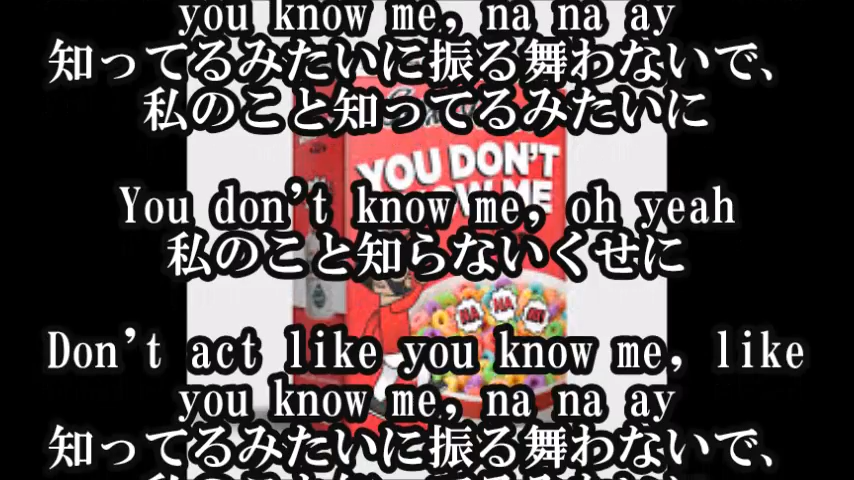 you know me, na na ay
知ってるみたいに振る舞わないで、
私のこと知ってるみたいに
YOU DON'T
KNOW ME
You don't know me, oh yeah
私のこと知らないくせに
NA NA
Don't act like you know me, like
you know me, na na ay
知ってるみたいに振る舞わないで、